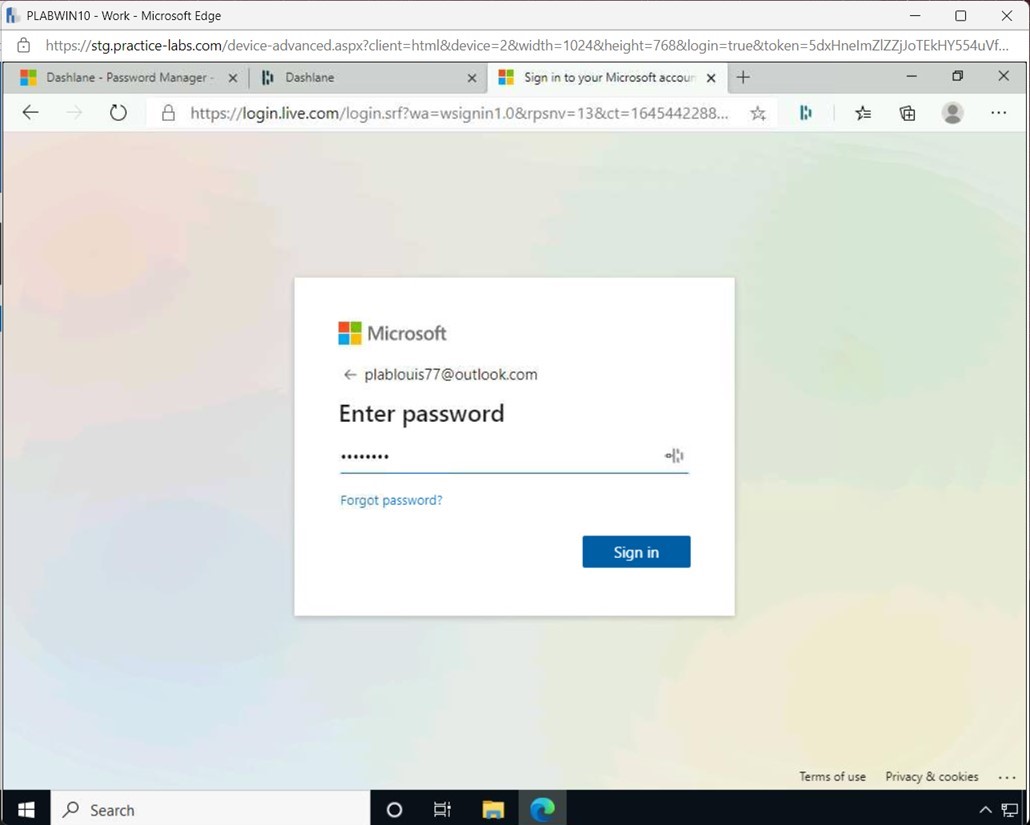 PLABWIN10 - Work - Microsoft Edge
https://stg.practice-labs.com/device-advanced.aspx?client=html&device=2&width=1024&height=768&login=true&token=5dxHneImZlZZjJoTEkHY554uVf...
Dashlane - Password Manager -
Dashlane
Sign in to your Microsoft accoun
https://login.live.com/login.srf?wa=wsignin1.0&rpsnv=13&ct=1645442288...
Microsoft
plablouis77@outlook.com
Enter password
••••••••
Forgot password?
Sign in
Terms of use Privacy & cookies ...
Search